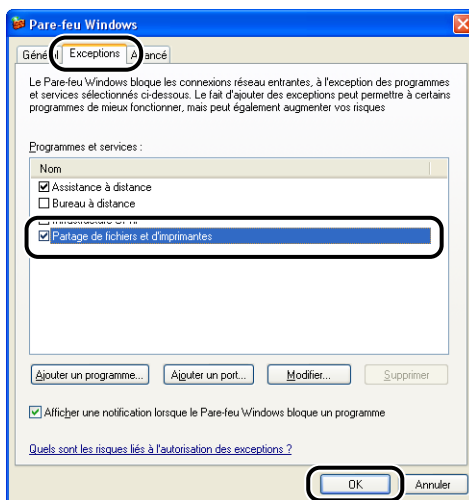 Pare-feu Windows
Exceptions
Le Pare-feu Windows bloque les connexions réseau entrantes, à l'exception des programmes
et services sélectionnés ci-dessous. Le fait d'ajouter des exceptions peut permettre à certains
programmes de mieux fonctionner, mais peut également augmenter vos risques
Programmes et services :
Nom
Assistance à distance
Bureau à distance
Partage de fichiers et d'imprimantes
Ajouter un programme... Ajouter un port... Modifier... Supprimer
Afficher une notification lorsque le Pare-feu Windows bloque un programme
Quels sont les risques liés à l'autorisation des exceptions ?
OK Annuler